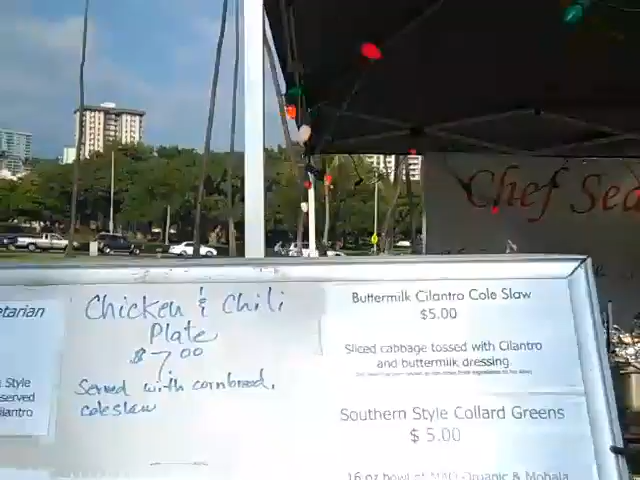 Chef Sea
etarian
Style
served
ilantro
Chicken & Chili
Plate
$7.00
Served with cornbread,
coleslaw
Buttermilk Cilantro Cole Slaw
$5.00
Sliced cabbage tossed with Cilantro
and buttermilk dressing.
Southern Style Collard Greens
$ 5.00
16 oz bowl of MA'O Organic & Mohala